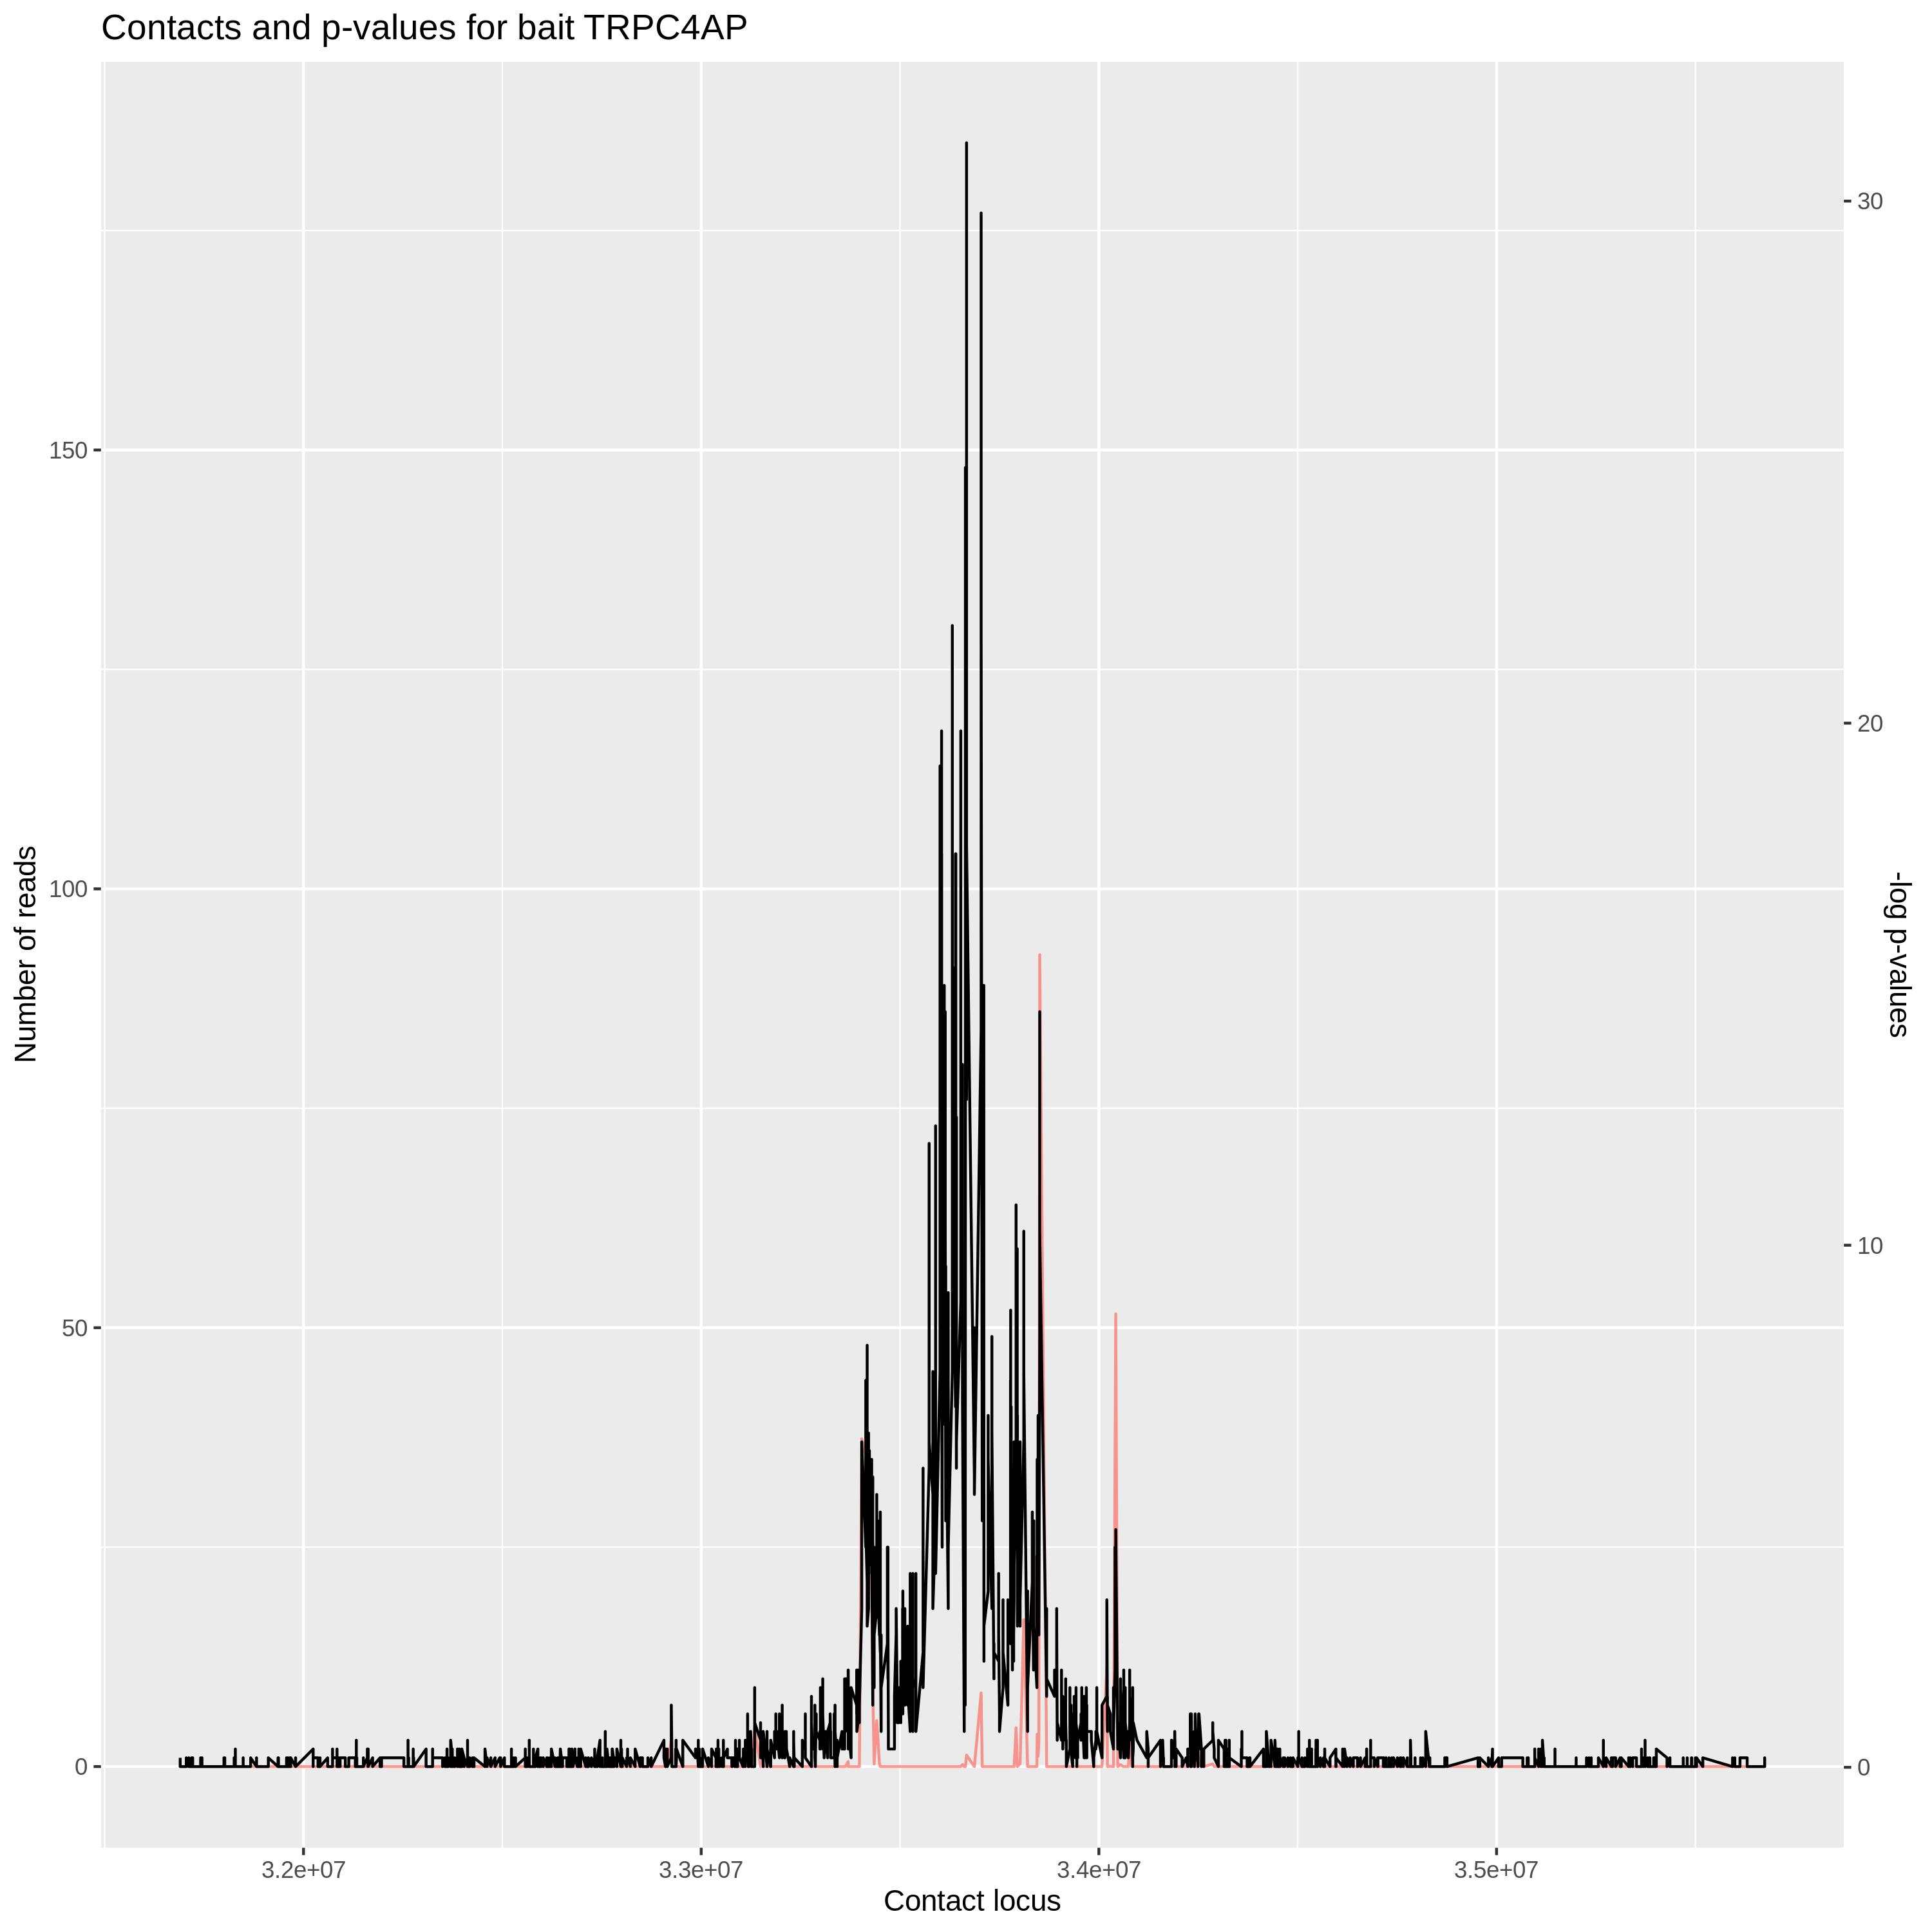 Contacts and p-values for bait TRPC4AP
150
100
50
0
Number of reads
30
20
10
0
-log p-values
3.2e+07
3.3e+07
3.4e+07
3.5e+07
Contact locus